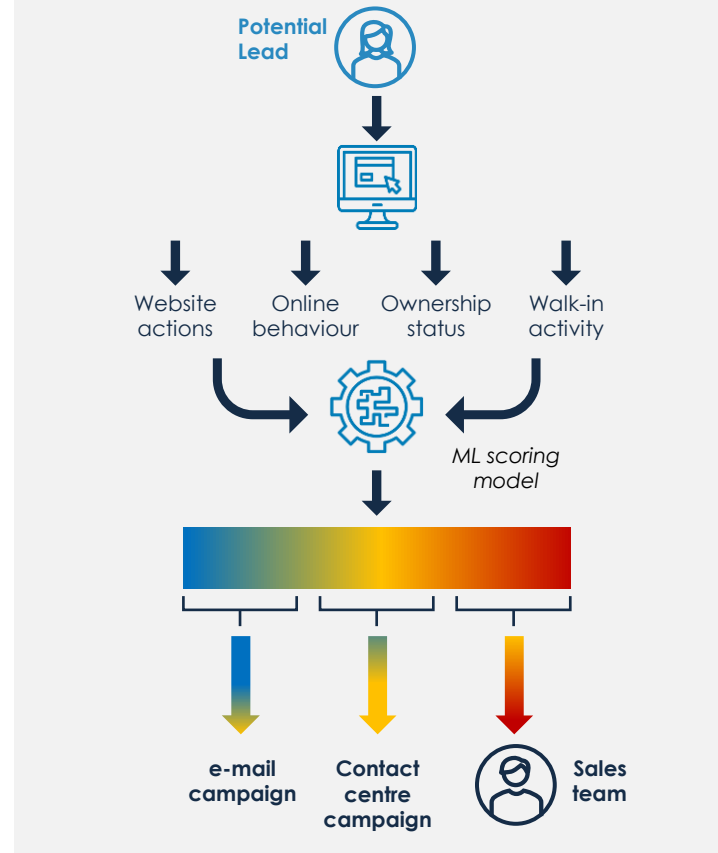 Potential
Lead
Website
actions
Online
behaviour
Ownership
status
Walk-in
activity
ML scoring
model
e-mail
campaign
Contact
centre
campaign
Sales
team